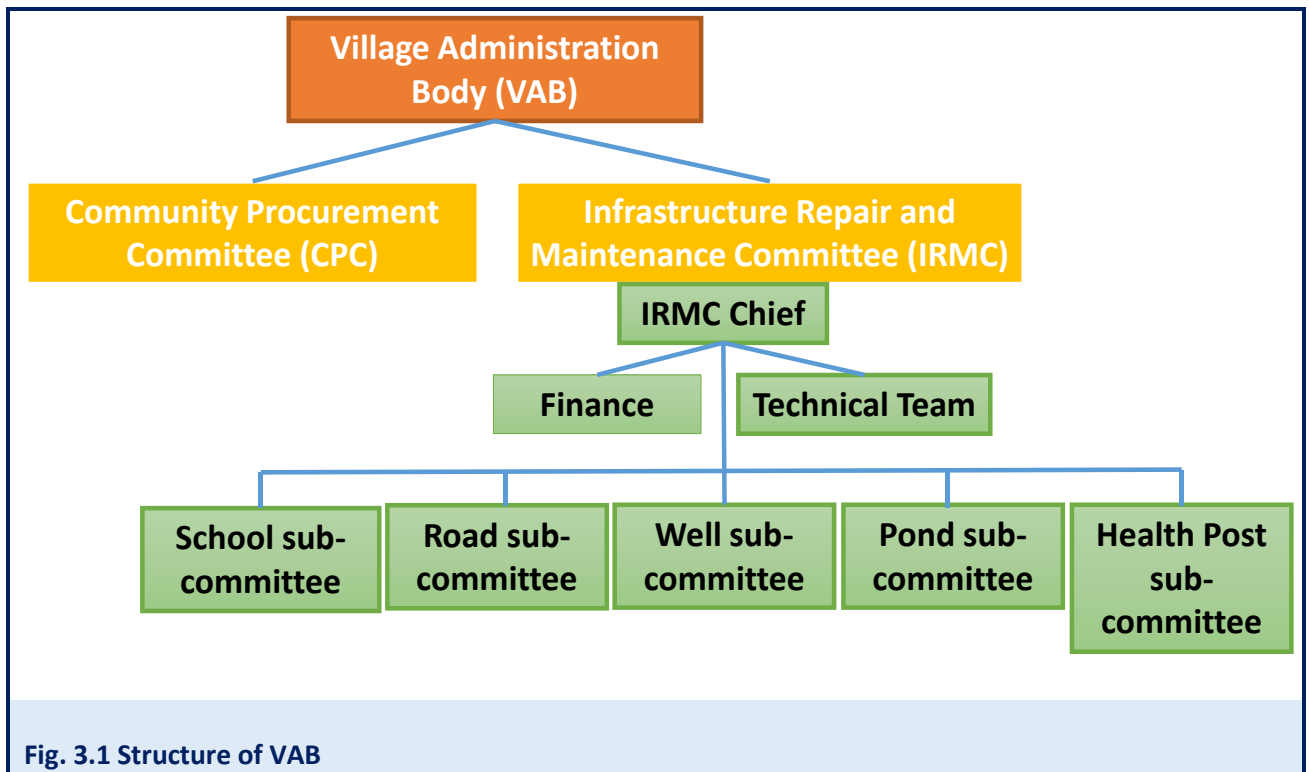 Village Administration
Body (VAB)
Community Procurement
Committee (CPC)
Infrastructure Repair and
Maintenance Committee (IRMC)
IRMC Chief
Finance
Technical Team
School sub-
committee
Road sub-
committee
Well sub-
committee
Pond sub-
committee
Health Post
sub-
committee
Fig. 3.1 Structure of VAB